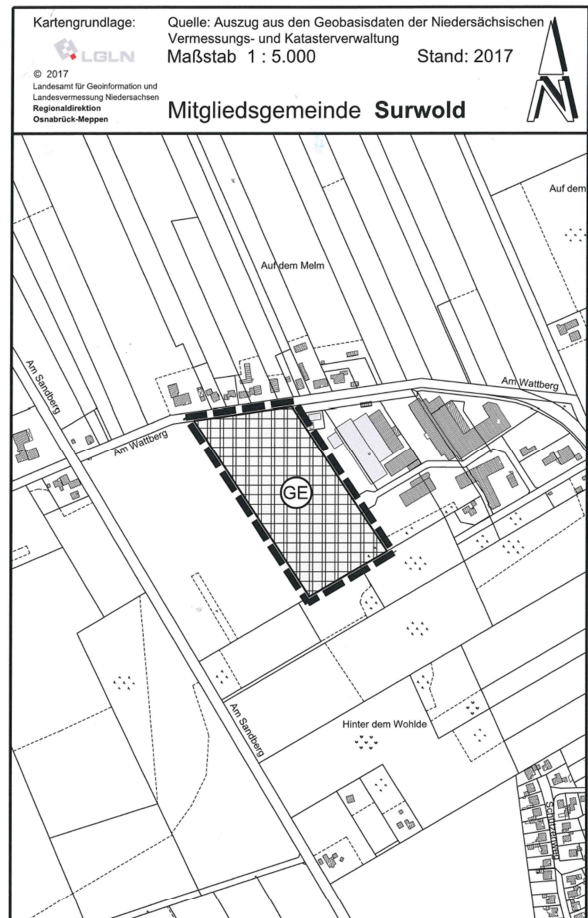 Kartengrundlage:
Quelle: Auszug aus den Geobasisdaten der Niedersächsischen
Vermessungs- und Katasterverwaltung
LGLN
Maßstab 1 : 5.000 Stand: 2017
© 2017
Landesamt für Geoinformation und
Landesvermessung Niedersachsen
Regionaldirektion
Osnabrück-Meppen
Mitgliedsgemeinde Surwold
N
Auf dem
Auf dem Melm
Am Sandberg
Am Wattberg
Am Wattberg
GE
Am Sandberg
Hinter dem Wohlde
Schützenweg